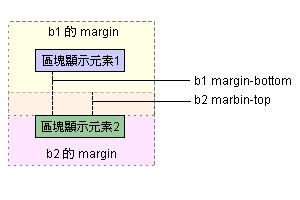 b1 的 margin
區塊顯示元素1
b1 margin-bottom
b2 marbin-top
區塊顯示元素2
b2 的 margin